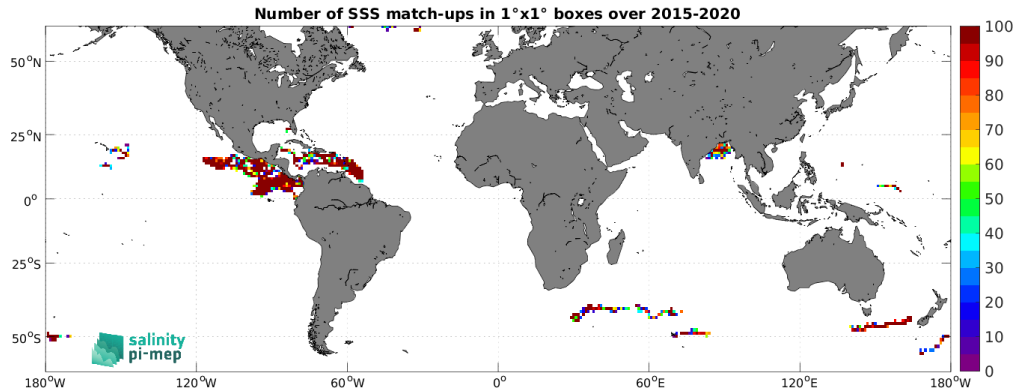 Number of SSS match-ups in 1°x1° boxes over 2015-2020
50°N
25°N
0°
25°S
50°S
180°W 120°W 60°W 0°E 60°E 120°E 180°W
100
90
80
70
60
50
40
30
20
10
0
salinity
pi-mep